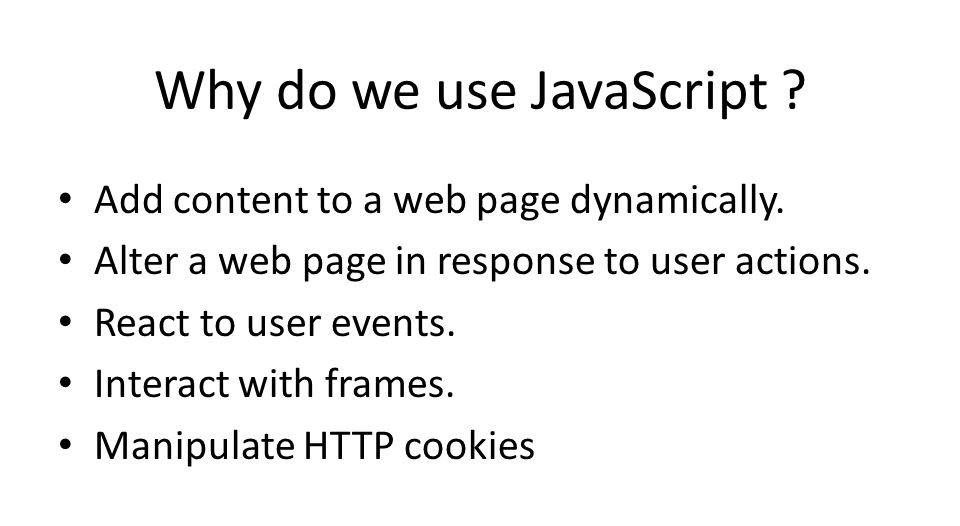 Why do we use JavaScript ?
• Add content to a web page dynamically.
• Alter a web page in response to user actions.
• React to user events.
• Interact with frames.
• Manipulate HTTP cookies